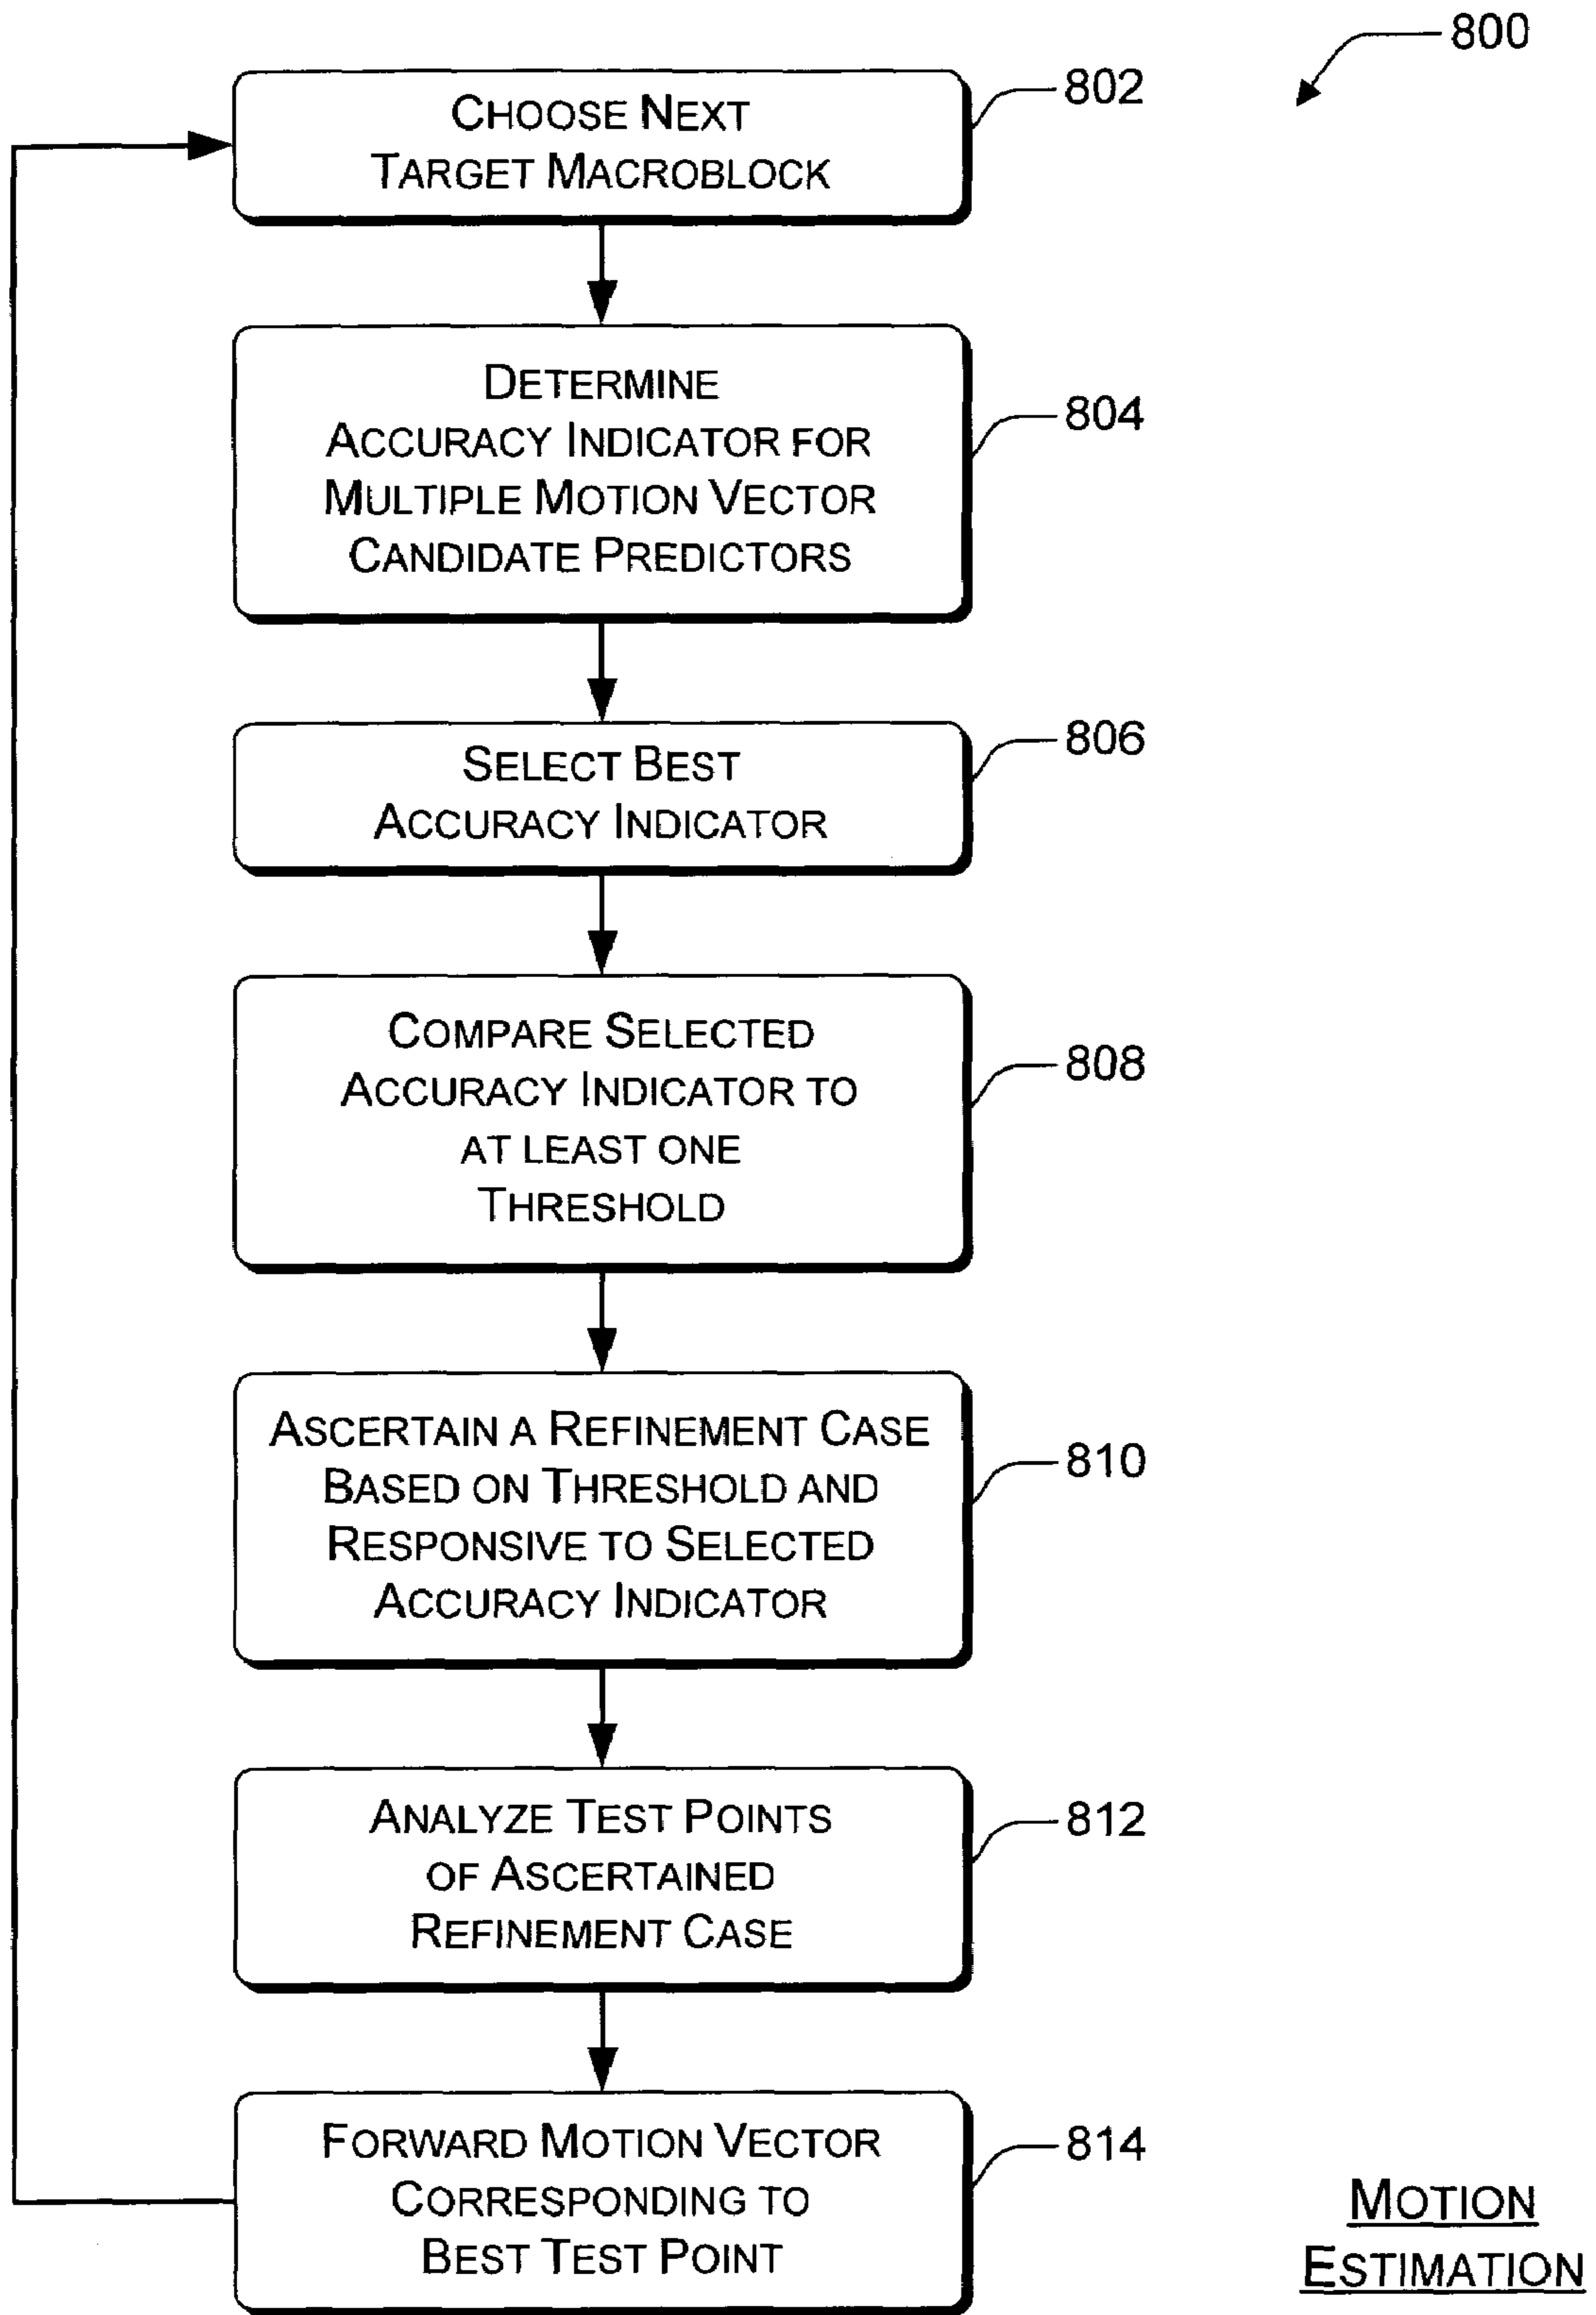 800
CHOOSE NEXT
TARGET MACROBLOCK
802
DETERMINE
ACCURACY INDICATOR FOR
MULTIPLE MOTION VECTOR
CANDIDATE PREDICTORS
804
SELECT BEST
ACCURACY INDICATOR
806
COMPARE SELECTED
ACCURACY INDICATOR TO
AT LEAST ONE
THRESHOLD
808
ASCERTAIN A REFINEMENT CASE
BASED ON THRESHOLD AND
RESPONSIVE TO SELECTED
ACCURACY INDICATOR
810
ANALYZE TEST POINTS
OF ASCERTAINED
REFINEMENT CASE
812
FORWARD MOTION VECTOR
CORRESPONDING TO
BEST TEST POINT
814
MOTION
ESTIMATION